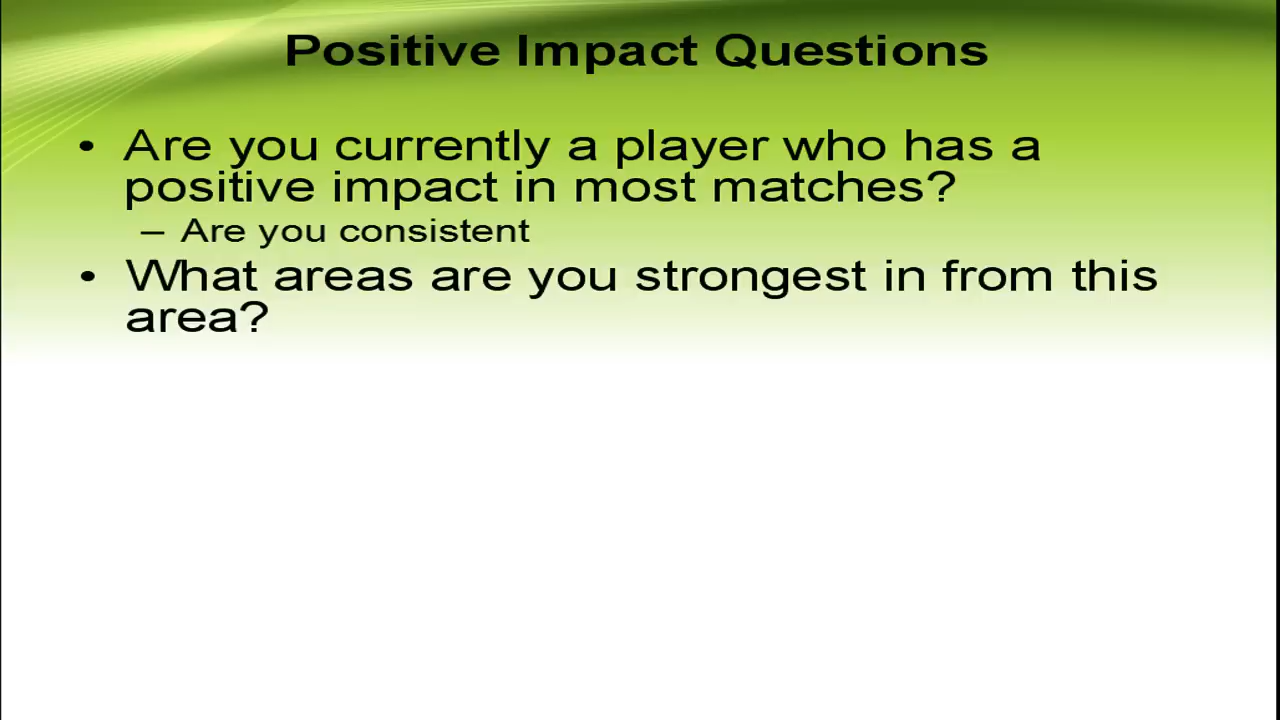 Positive Impact Questions
• Are you currently a player who has a
positive impact in most matches?
– Are you consistent
• What areas are you strongest in from this
area?